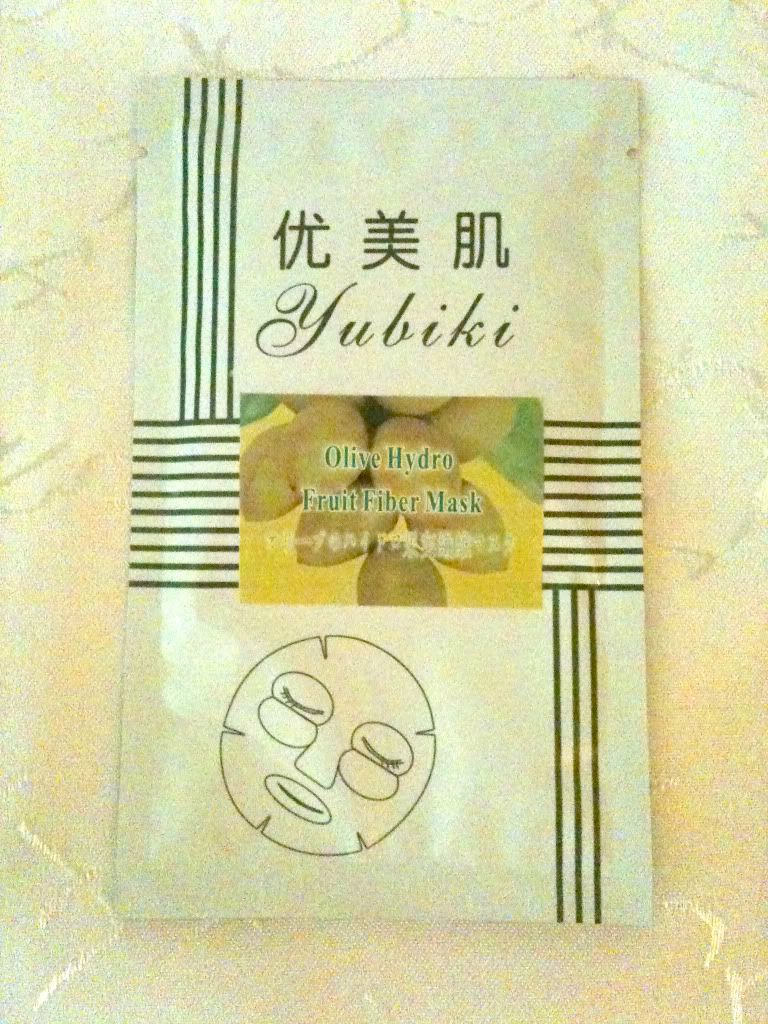 优美肌
Yubiki
Olive Hydro
Fruit Fiber Mask